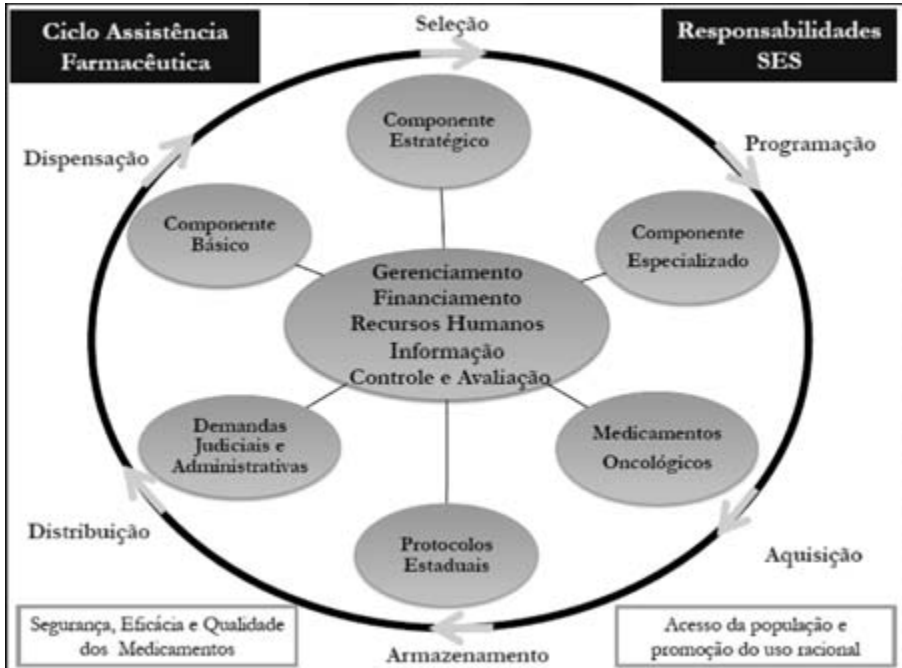 Ciclo Assistência
Farmacêutica
Seleção
Responsabilidades
SES
Componente
Estratégico
Dispensação
Programação
Componente
Básico
Componente
Especializado
Gerenciamento
Financiamento
Recursos Humanos
Informação
Controle e Avaliação
Demandas
Judiciais e
Administrativas
Medicamentos
Oncológicos
Distribuição
Protocolos
Estaduais
Aquisição
Segurança, Eficácia e Qualidade
dos Medicamentos
Armazenamento
Acesso da população e
promoção do uso racional